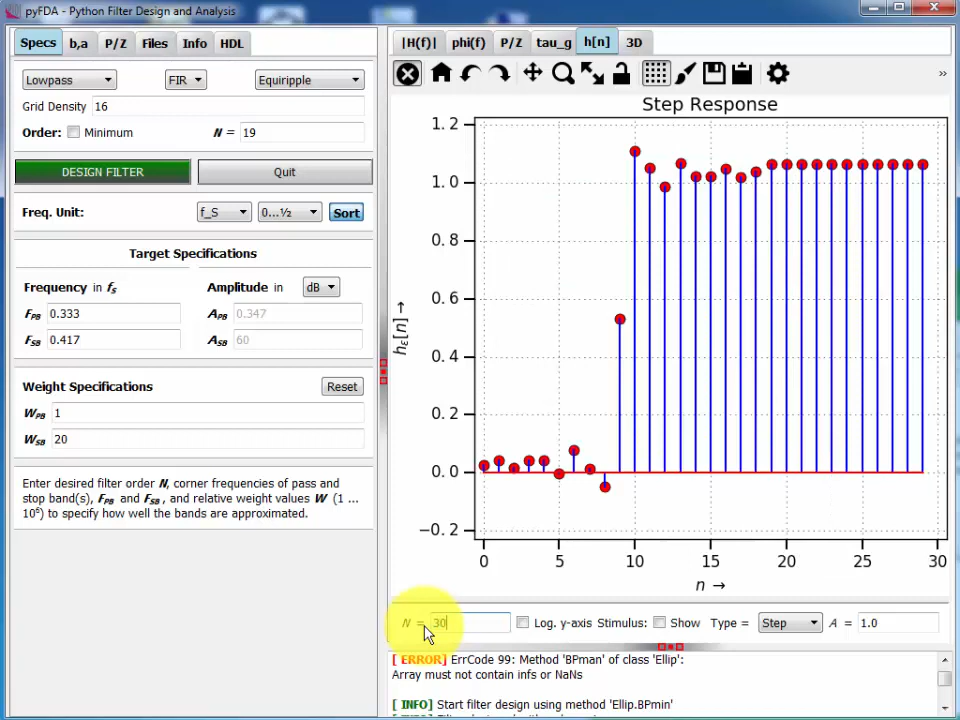 pyFDA - Python Filter Design and Analysis
Specs b,a P/Z Files Info HDL
Lowpass FIR Equiripple
Grid Density 16
Order: Minimum N = 19
DESIGN FILTER Quit
Freq. Unit: f_S 0...½ Sort
Target Specifications
Frequency in fS Amplitude in dB
FPB 0.333 APB 0.347
FSB 0.417 ASB 60
Weight Specifications Reset
WPB 1
WSB 20
Enter desired filter order N, corner frequencies of pass and
stop band(s), FPB and FSB, and relative weight values W (1 ...
10⁶) to specify how well the bands are approximated.
|H(f)| phi(f) P/Z tau_g h[n] 3D
»
Step Response
1.2
1.0
0.8
0.6
0.4
0.2
0.0
−0.2
hε[n] →
0 5 10 15 20 25 30
n →
N = 30 Log. y-axis Stimulus: Show Type = Step A = 1.0
[ ERROR] ErrCode 99: Method 'BPman' of class 'Ellip':
Array must not contain infs or NaNs
[ INFO] Start filter design using method 'Ellip.BPmin'